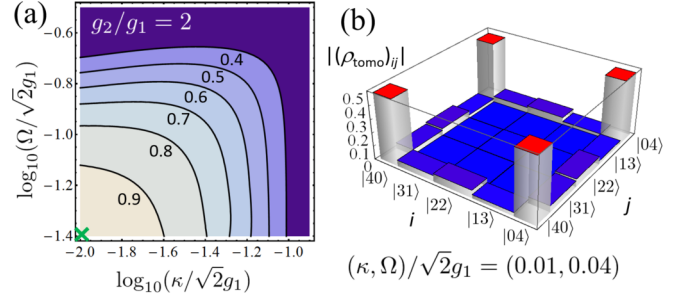 (a)
g₂/g₁ = 2
log₁₀(Ω/√2g₁)
-0.6
-0.8
-1.0
-1.2
-1.4
0.4
0.5
0.6
0.7
0.8
0.9
-2.0 -1.8 -1.6 -1.4 -1.2 -1.0
log₁₀(κ/√2g₁)
(b)
|(ρtomo)ij|
0.5
0.4
0.3
0.2
0.1
0
|40⟩
|31⟩
|22⟩
|13⟩
|04⟩
i
|40⟩
|31⟩
|22⟩
|13⟩
|04⟩
j
(κ, Ω)/√2g₁ = (0.01, 0.04)